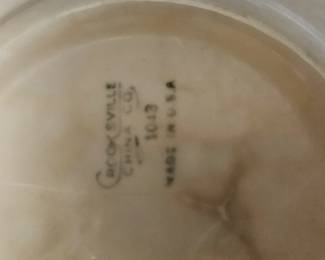 CROOKSVILLE
CHINA CO.
1043
MADE IN U.S.A